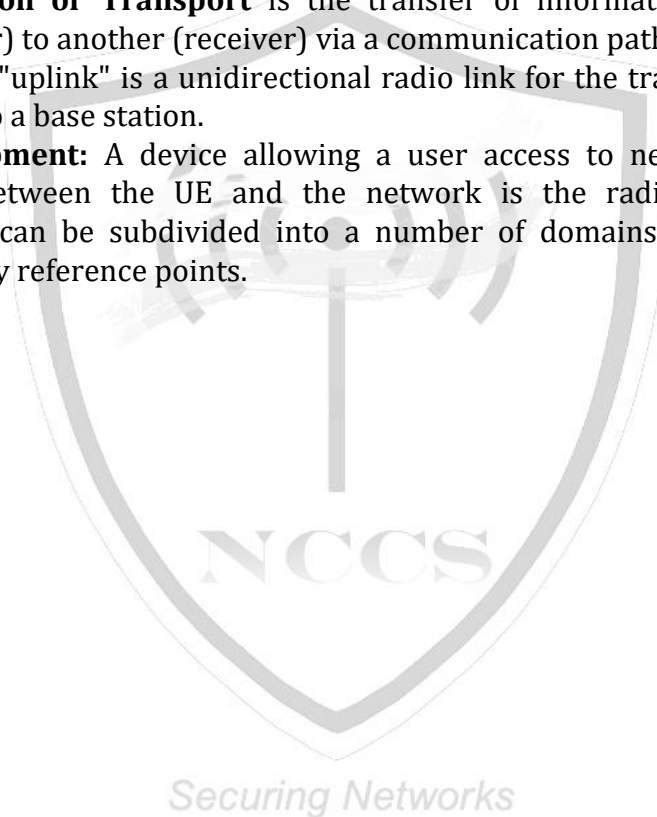 on or Transport is the transfer of informat
r) to another (receiver) via a communication path
"uplink" is a unidirectional radio link for the tra
o a base station.
pment: A device allowing a user access to ne
etween the UE and the network is the radi
can be subdivided into a number of domains
y reference points.
NCCS
Securing Networks